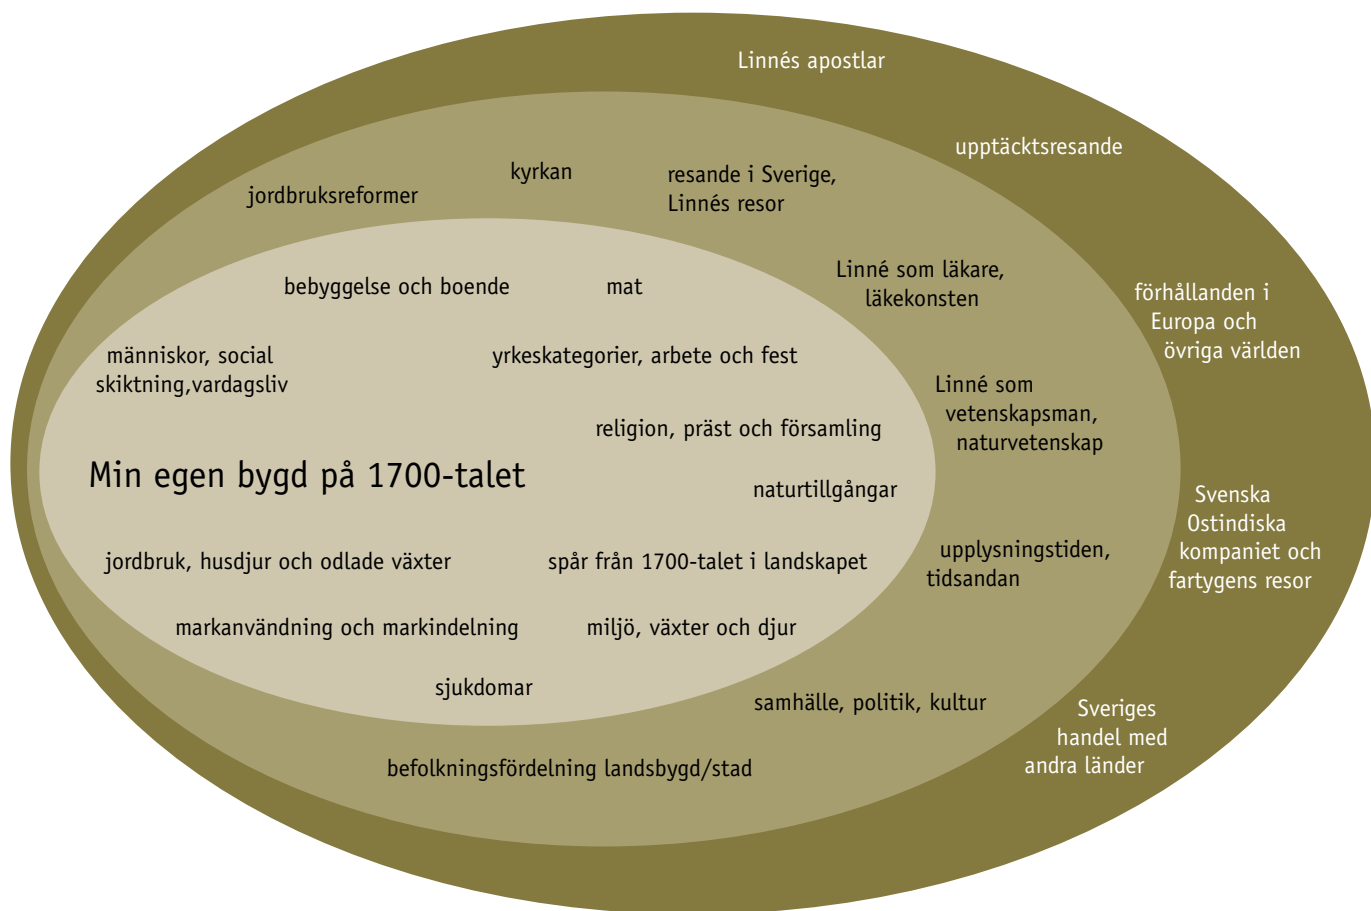 Linnés apostlar
upptäcktsresande
kyrkan
resande i Sverige,
Linnés resor
jordbruksreformer
Linné som läkare,
läkekonsten
bebyggelse och boende
mat
förhållanden i
Europa och
övriga världen
människor, social
skiktning,vardagsliv
yrkeskategorier, arbete och fest
Linné som
vetenskapsman,
naturvetenskap
religion, präst och församling
Min egen bygd på 1700-talet
naturtillgångar
Svenska
Ostindiska
kompaniet och
fartygens resor
jordbruk, husdjur och odlade växter
spår från 1700-talet i landskapet
upplysningstiden,
tidsandan
markanvändning och markindelning
miljö, växter och djur
sjukdomar
samhälle, politik, kultur
Sveriges
handel med
andra länder
befolkningsfördelning landsbygd/stad